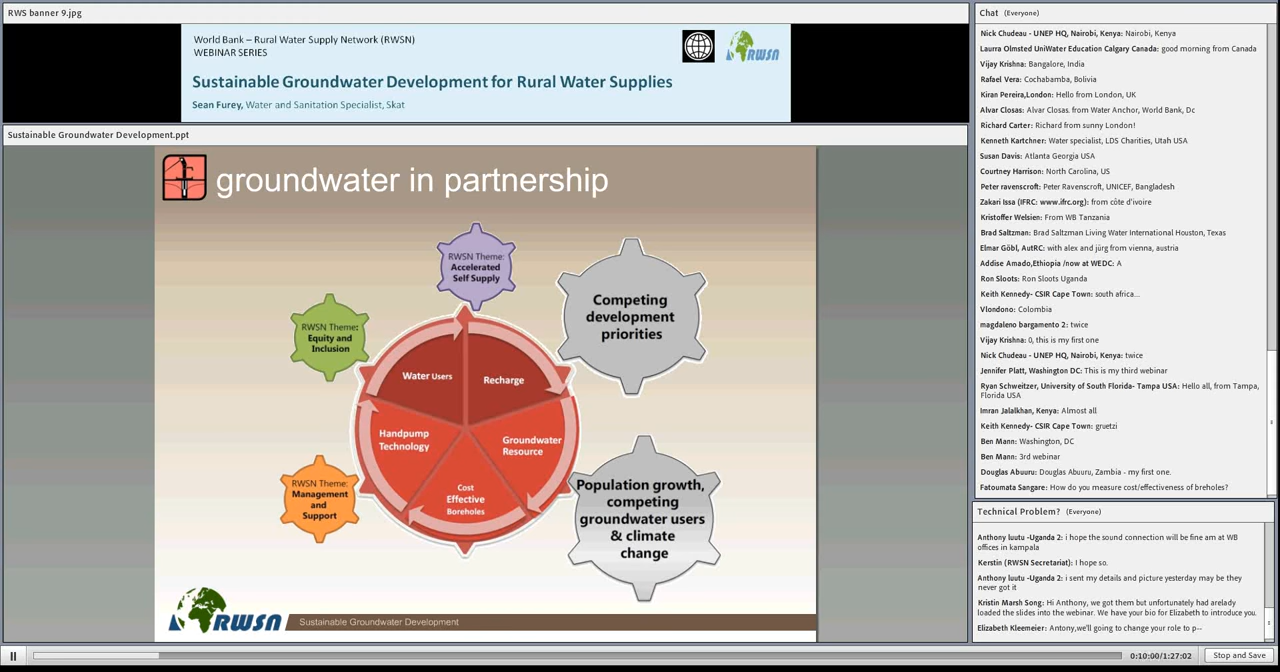 RWS banner 9.jpg
World Bank – Rural Water Supply Network (RWSN)
WEBINAR SERIES
RWSN
Sustainable Groundwater Development for Rural Water Supplies
Sean Furey, Water and Sanitation Specialist, Skat
Sustainable Groundwater Development.ppt
groundwater in partnership
RWSN Theme:
Accelerated
Self Supply
Competing
development
priorities
RWSN Theme:
Equity and
Inclusion
Water Users
Recharge
Handpump
Technology
Groundwater
Resource
Cost
Effective
Boreholes
RWSN Theme:
Management
and
Support
Population growth,
competing
groundwater users
& climate
change
RWSN
Sustainable Groundwater Development
Chat (Everyone)
Nick Chudeau - UNEP HQ, Nairobi, Kenya: Nairobi, Kenya
Laurra Olmsted UniWater Education Calgary Canada: good morning from Canada
Vijay Krishna: Bangalore, India
Rafael Vera: Cochabamba, Bolivia
Kiran Pereira,London: Hello from London, UK
Alvar Closas: Alvar Closas. from Water Anchor, World Bank, Dc
Richard Carter: Richard from sunny London!
Kenneth Kartchner: Water specialist, LDS Charities, Utah USA
Susan Davis: Atlanta Georgia USA
Courtney Harrison: North Carolina, US
Peter ravenscroft: Peter Ravenscroft, UNICEF, Bangladesh
Zakari Issa (IFRC: www.ifrc.org): from côte d'ivoire
Kristoffer Welsien: From WB Tanzania
Brad Saltzman: Brad Saltzman Living Water International Houston, Texas
Elmar Göbl, AutRC: with alex and jürg from vienna, austria
Addise Amado,Ethiopia /now at WEDC: A
Ron Sloots: Ron Sloots Uganda
Keith Kennedy- CSIR Cape Town: south africa...
Vlondono: Colombia
magdaleno bargamento 2: twice
Vijay Krishna: 0, this is my first one
Nick Chudeau - UNEP HQ, Nairobi, Kenya: twice
Jennifer Platt, Washington DC: This is my third webinar
Ryan Schweitzer, University of South Florida- Tampa USA: Hello all, from Tampa,
Florida USA
Imran Jalalkhan, Kenya: Almost all
Keith Kennedy- CSIR Cape Town: gruetzi
Ben Mann: Washington, DC
Ben Mann: 3rd webinar
Douglas Abuuru: Douglas Abuuru, Zambia - my first one.
Fatoumata Sangare: How do you measure cost/effectiveness of breholes?
Technical Problem? (Everyone)
Anthony luutu -Uganda 2: i hope the sound connection will be fine am at WB
offices in kampala
Kerstin (RWSN Secretariat): I hope so.
Anthony luutu -Uganda 2: i sent my details and picture yesterday may be they
never got it
Kristin Marsh Song: Hi Anthony, we got them but unfortunately had arelady
loaded the slides into the webinar. We have your bio for Elizabeth to introduce you.
Elizabeth Kleemeier: Antony,we'll going to change your role to p--
0:10:00/1:27:02
Stop and Save